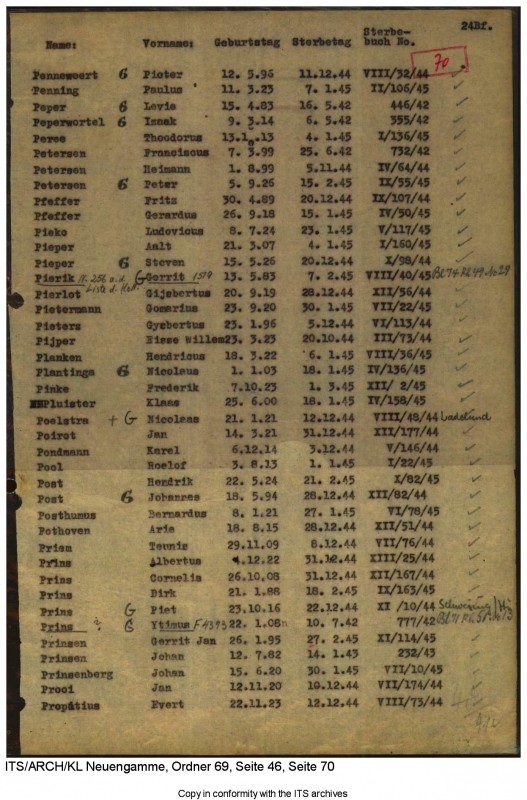 24Bf.
Name: Vorname: Geburtstag Sterbetag Sterbe-
buch No.
70
Penneweert G Pieter 12. 5.96 11.12.44 VIII/32/44
Penning Paulus 11. 3.23 7. 1.45 II/106/45
Peper G Levie 15. 4.83 16. 5.42 446/42
Peperwortel G Isaak 9. 3.14 6. 5.42 355/42
Peree Theodorus 13.1.13 4. 1.45 I/136/45
Petersen Franciscus 7. 3.99 25. 6.42 732/42
Petersen Heimann 1. 8.99 5.11.44 IV/64/44
Peterson G Peter 5. 9.26 15. 2.45 IX/55/45
Pfeffer Fritz 30. 4.89 20.12.44 IX/107/44
Pfeffer Gerardus 26. 9.18 15. 1.45 IV/50/45
Pieko Ludovicus 8. 7.24 23. 1.45 V/117/45
Pieper Aalt 21. 3.07 4. 1.45 I/160/45
Pieper G Steven 15. 5.26 20.12.44 X/98/44
Pierik N. 256 a.d. G Gerrit 1519 13. 5.83 7. 2.45 VIII/40/45
Liste d. Holl.
Pierlot Gijsbertus 20. 9.19 28.12.44 XII/56/44
Pietermann Gomarius 23. 9.20 30. 1.45 VII/22/45
Pieters Gysbertus 23. 1.96 5.12.44 VI/113/44
Pijper Riese Willem 23. 3.23 20.10.44 III/73/44
Planken Hendricus 18. 3.22 6. 1.45 VIII/36/45
Plantinga G Nicolaus 1. 1.03 18. 1.45 IV/136/45
Pinke Frederik 7.10.23 1. 3.45 XII/ 2/45
Pluister Klaas 25. 6.00 18. 1.45 IV/158/45
Poelstra + G Nicolaas 21. 1.21 12.12.44 VIII/48/44 Ladelund
Poirot Jan 14. 3.21 31.12.44 XII/177/44
Pondmann Karel 6.12.14 3.12.44 V/146/44
Pool Roelof 3. 8.13 1. 1.45 I/22/45
Post Hendrik 22. 5.24 21. 2.45 X/82/45
Post G Johannes 18. 5.94 28.12.44 XII/82/44
Posthumus Bernardus 8. 1.21 27. 1.45 VI/78/45
Pothoven Arie 18. 8.15 28.12.44 XII/51/44
Priem Teunis 29.11.09 8.12.44 VII/76/44
Prins Albertus 4.12.22 31.12.44 XIII/25/44
Prins Cornelis 26.10.08 31.12.44 XII/167/44
Prins Dirk 21. 1.88 18. 2.45 IX/163/45
Prins G Piet 23.10.16 22.12.44 XI /10/44
Prins ? G Ytimus 22. 1.08 10. 7.42 777/42
Prinsen Gerrit Jan 26. 1.95 27. 2.45 XI/114/45
Prinsen Johan 12. 7.82 14. 1.43 232/43
Prinsenberg Johan 15. 6.20 30. 1.45 VII/10/45
Prooi Jan 12.11.20 10.12.44 VII/174/44
Propatius Evert 22.11.23 12.12.44 VIII/73/44
ITS/ARCH/KL Neuengamme, Ordner 69, Seite 46, Seite 70
Copy in conformity with the ITS archives